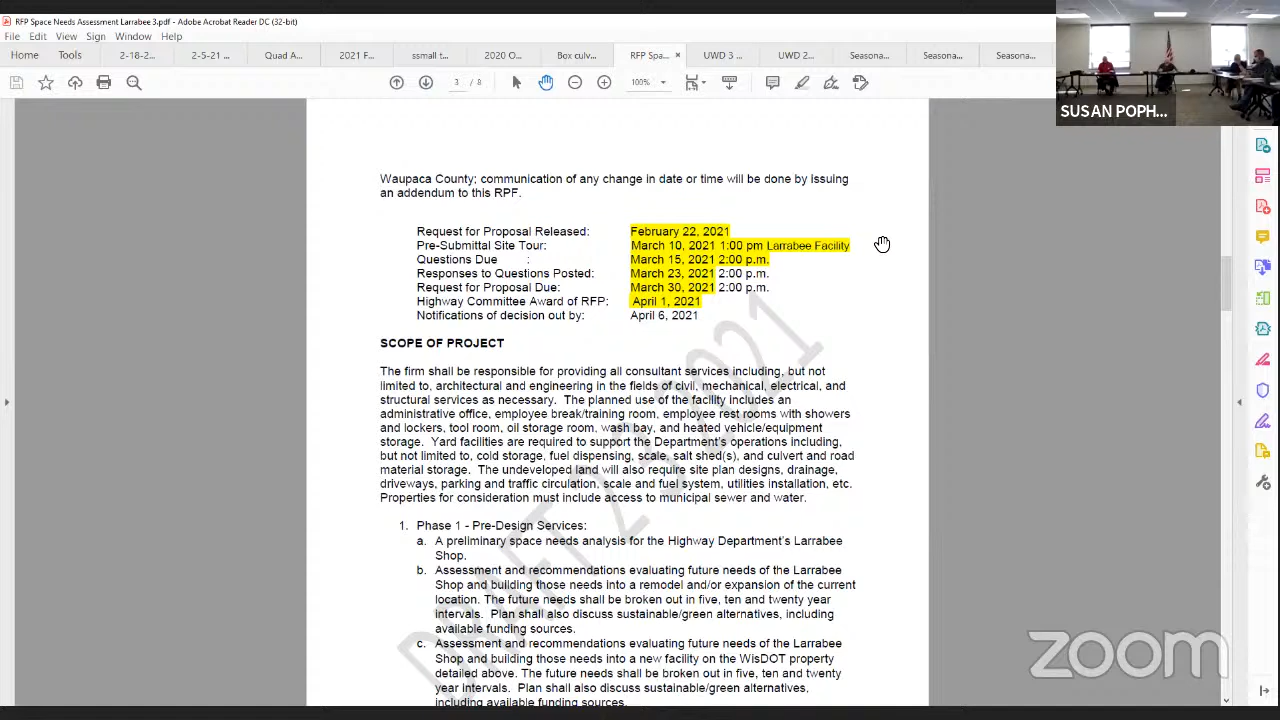 RFP Space Needs Assessment Larrabee 3.pdf - Adobe Acrobat Reader DC (32-bit)
File Edit View Sign Window Help
Home Tools 2-18-2... 2-5-21 ... Quad A... 2021 F... ssmall t... 2020 O... Box culv... RFP Spa... × UWD 3 ... UWD 2... Seasona... Seasona... Seasona...
3 / 8 100%
SUSAN POPH...
Waupaca County; communication of any change in date or time will be done by issuing
an addendum to this RPF.
Request for Proposal Released: February 22, 2021
Pre-Submittal Site Tour: March 10, 2021 1:00 pm Larrabee Facility
Questions Due : March 15, 2021 2:00 p.m.
Responses to Questions Posted: March 23, 2021 2:00 p.m.
Request for Proposal Due: March 30, 2021 2:00 p.m.
Highway Committee Award of RFP: April 1, 2021
Notifications of decision out by: April 6, 2021
SCOPE OF PROJECT
The firm shall be responsible for providing all consultant services including, but not
limited to, architectural and engineering in the fields of civil, mechanical, electrical, and
structural services as necessary. The planned use of the facility includes an
administrative office, employee break/training room, employee rest rooms with showers
and lockers, tool room, oil storage room, wash bay, and heated vehicle/equipment
storage. Yard facilities are required to support the Department's operations including,
but not limited to, cold storage, fuel dispensing, scale, salt shed(s), and culvert and road
material storage. The undeveloped land will also require site plan designs, drainage,
driveways, parking and traffic circulation, scale and fuel system, utilities installation, etc.
Properties for consideration must include access to municipal sewer and water.
1. Phase 1 - Pre-Design Services:
a. A preliminary space needs analysis for the Highway Department's Larrabee
Shop.
b. Assessment and recommendations evaluating future needs of the Larrabee
Shop and building those needs into a remodel and/or expansion of the current
location. The future needs shall be broken out in five, ten and twenty year
intervals. Plan shall also discuss sustainable/green alternatives, including
available funding sources.
c. Assessment and recommendations evaluating future needs of the Larrabee
Shop and building those needs into a new facility on the WisDOT property
detailed above. The future needs shall be broken out in five, ten and twenty
year intervals. Plan shall also discuss sustainable/green alternatives,
including available funding sources.
zoom